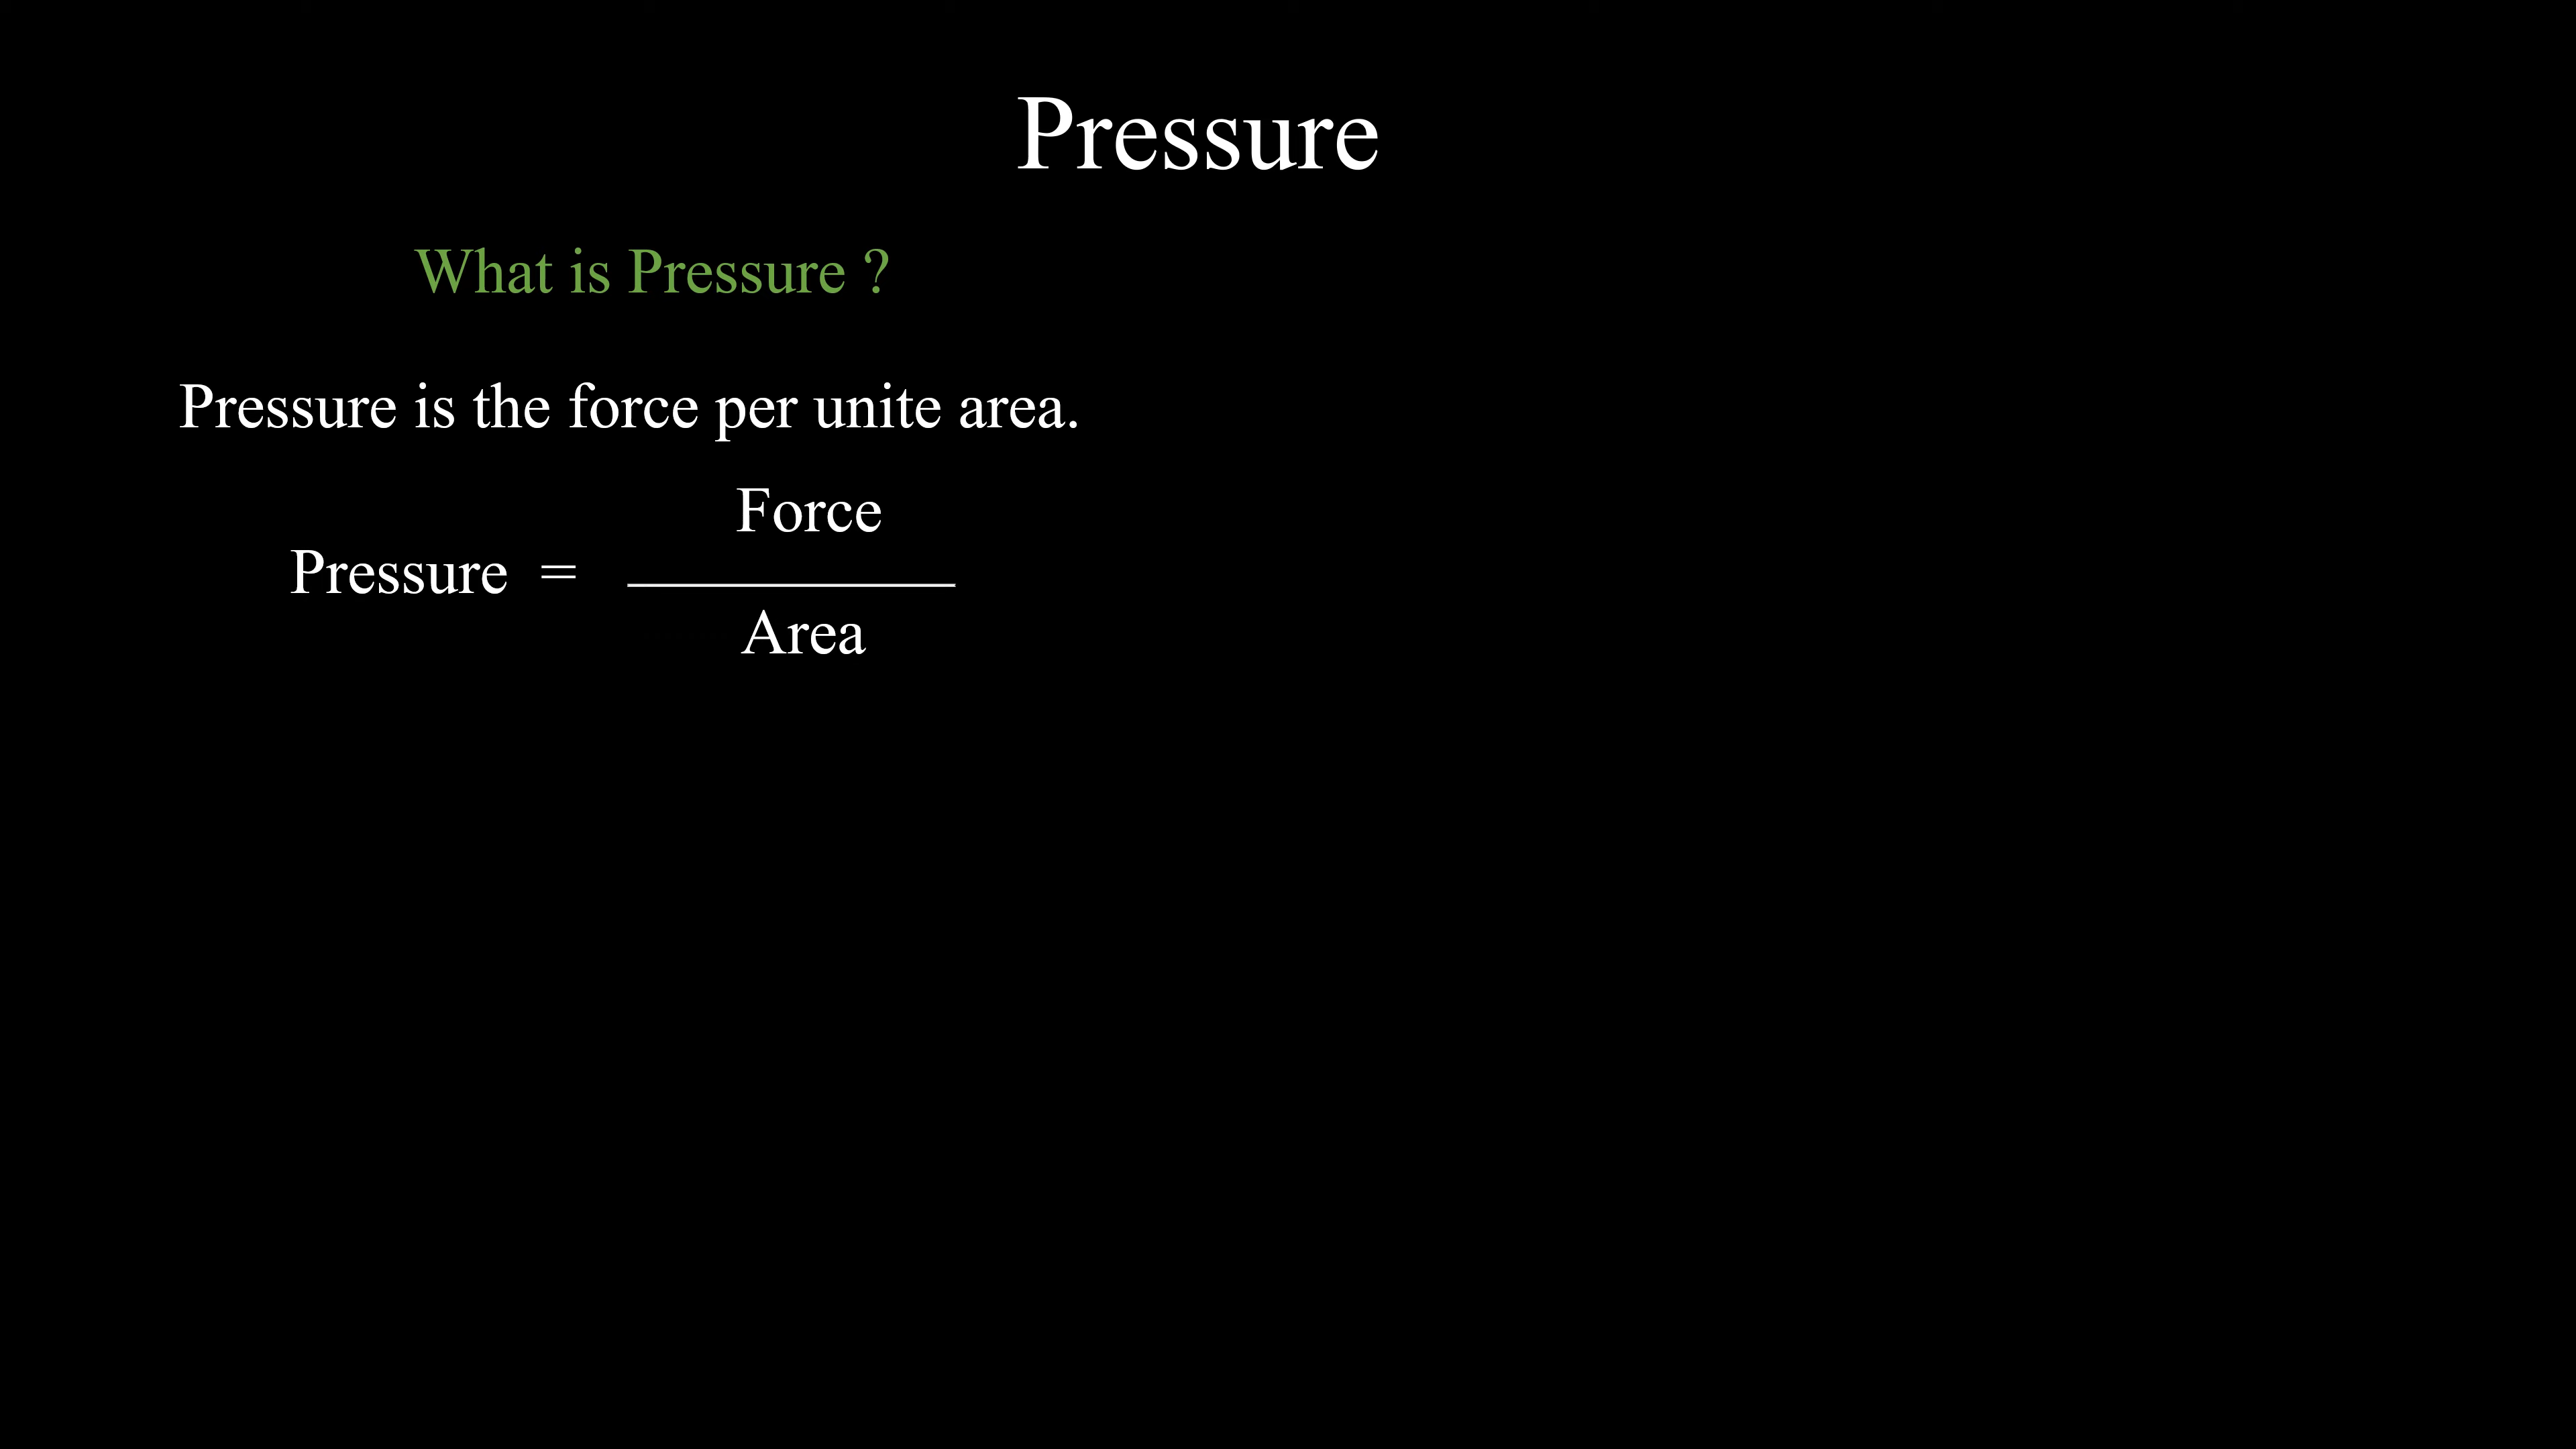 Pressure
What is Pressure ?
Pressure is the force per unite area.
Force
Pressure =
Area